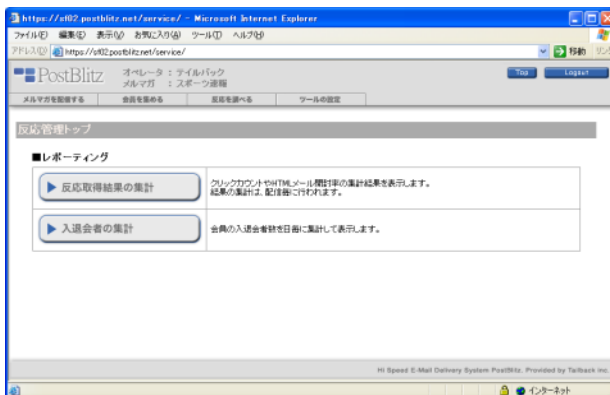 https://sf02.postblitz.net/service/ - Microsoft Internet Explorer
ファイル(F) 編集(E) 表示(V) お気に入り(A) ツール(T) ヘルプ(H)
アドレス(D) https://sf02.postblitz.net/service/ 移動 リンク
PostBlitz オペレータ : テイルバック Top Logout
メルマガ : スポーツ速報
メルマガを配信する 会員を集める 反応を調べる ツールの設定
反応管理トップ
■レポーティング
反応取得結果の集計 クリックカウントやHTMLメール開封率の集計結果を表示します。
結果の集計は、配信毎に行われます。
入退会者の集計 会員の入退会者数を日毎に集計して表示します。
Hi Speed E-Mail Delivery System PostBlitz. Provided by Tailback inc.
インターネット